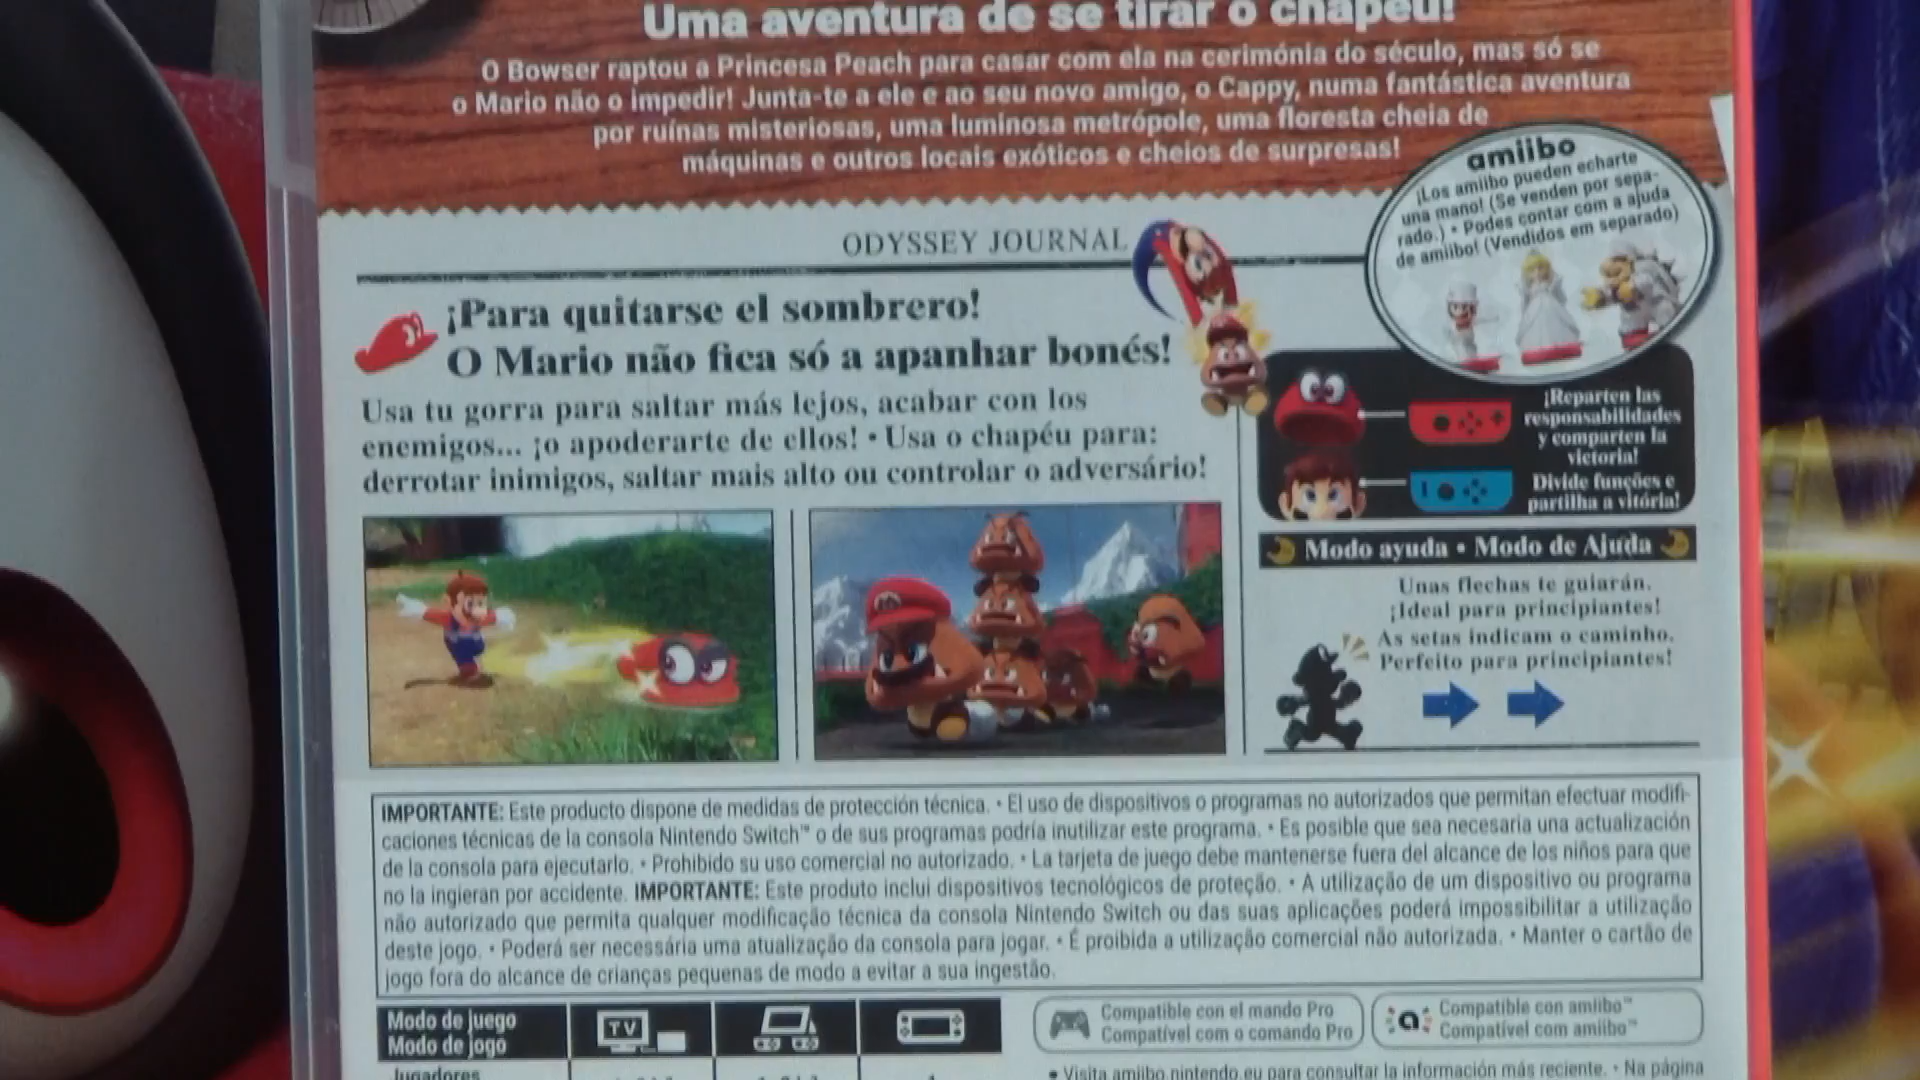 Uma aventura de se tirar o chapéu!
O Bowser raptou a Princesa Peach para casar com ela na cerimónia do século, mas só se
o Mario não o impedir! Junta-te a ele e ao seu novo amigo, o Cappy, numa fantástica aventura
por ruínas misteriosas, uma luminosa metrópole, uma floresta cheia de
máquinas e outros locais exóticos e cheios de surpresas!
amiibo
¡Los amiibo pueden echarte
una mano! (Se venden por sepa-
rado.) • Podes contar com a ajuda
de amiibo! (Vendidos em separado)
ODYSSEY JOURNAL
¡Para quitarse el sombrero!
O Mario não fica só a apanhar bonés!
Usa tu gorra para saltar más lejos, acabar con los
enemigos... ¡o apoderarte de ellos! • Usa o chapéu para:
derrotar inimigos, saltar mais alto ou controlar o adversário!
¡Reparten las
responsabilidades
y comparten la
victoria!
Divide funções e
partilha a vitória!
Modo ayuda • Modo de Ajuda
Unas flechas te guiarán.
¡Ideal para principiantes!
As setas indicam o caminho.
Perfeito para principiantes!
IMPORTANTE: Este producto dispone de medidas de protección técnica. • El uso de dispositivos o programas no autorizados que permitan efectuar modifi-
caciones técnicas de la consola Nintendo Switch™ o de sus programas podría inutilizar este programa. • Es posible que sea necesaria una actualización
de la consola para ejecutarlo. • Prohibido su uso comercial no autorizado. • La tarjeta de juego debe mantenerse fuera del alcance de los niños para que
no la ingieran por accidente. IMPORTANTE: Este produto inclui dispositivos tecnológicos de proteção. • A utilização de um dispositivo ou programa
não autorizado que permita qualquer modificação técnica da consola Nintendo Switch ou das suas aplicações poderá impossibilitar a utilização
deste jogo. • Poderá ser necessária uma atualização da consola para jogar. • É proibida a utilização comercial não autorizada. • Manter o cartão de
jogo fora do alcance de crianças pequenas de modo a evitar a sua ingestão.
Modo de juego
Modo de jogo
TV
Compatible con el mando Pro
Compatível com o comando Pro
Compatible con amiibo™
Compatível com amiibo™
Jugadores
• Visita amiibo.nintendo.eu para consultar la información más reciente. • Na página